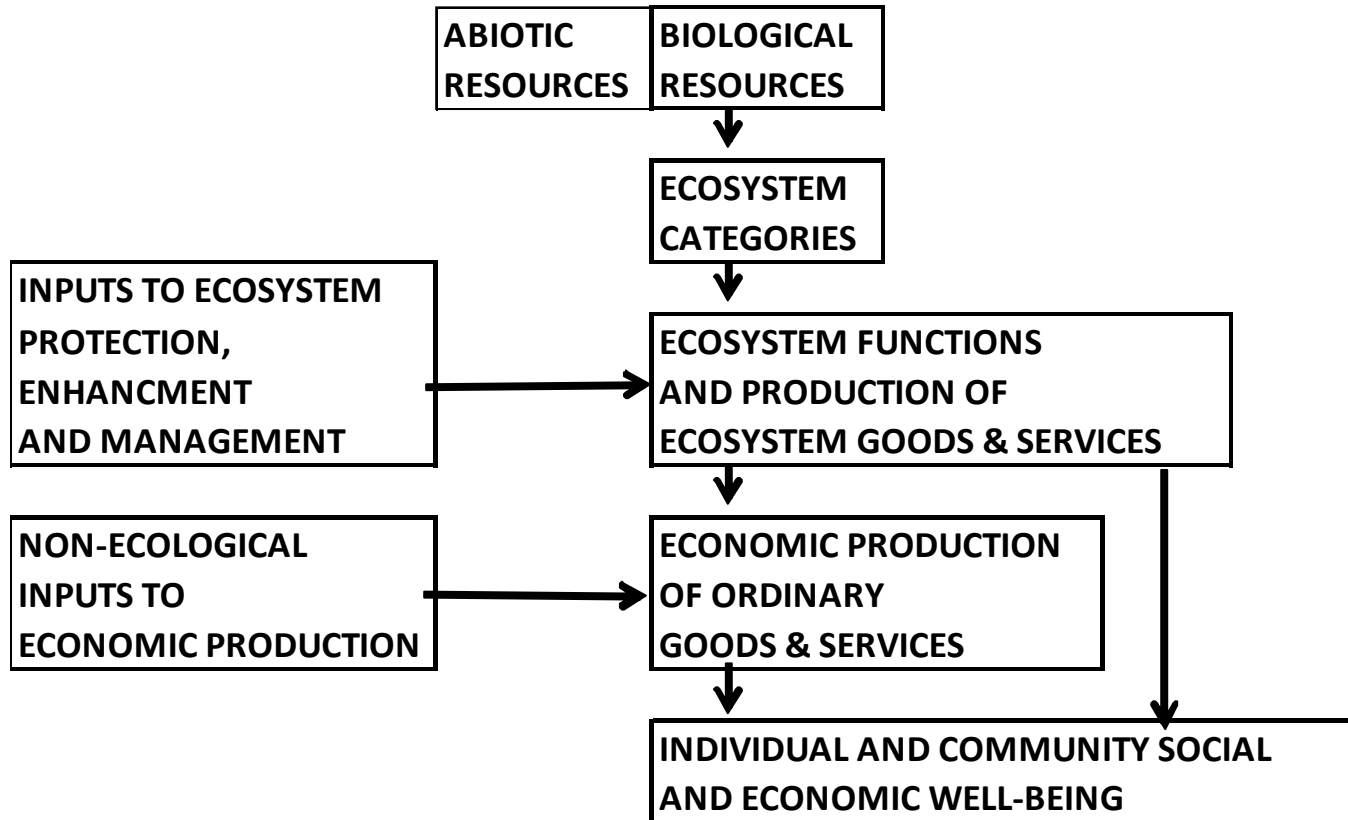 ABIOTIC
RESOURCES
BIOLOGICAL
RESOURCES
ECOSYSTEM
CATEGORIES
INPUTS TO ECOSYSTEM
PROTECTION,
ENHANCMENT
AND MANAGEMENT
ECOSYSTEM FUNCTIONS
AND PRODUCTION OF
ECOSYSTEM GOODS & SERVICES
NON-ECOLOGICAL
INPUTS TO
ECONOMIC PRODUCTION
ECONOMIC PRODUCTION
OF ORDINARY
GOODS & SERVICES
INDIVIDUAL AND COMMUNITY SOCIAL
AND ECONOMIC WELL-BEING